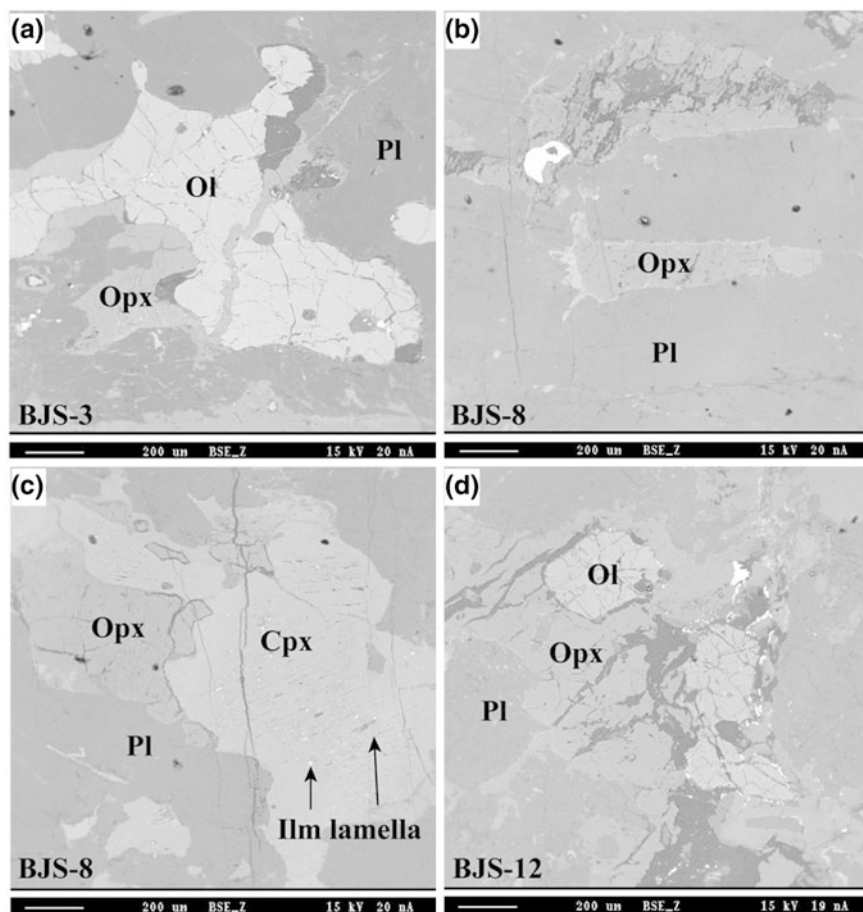 (a)
Ol
Pl
Opx
BJS-3
200 um BSE_Z 15 kV 20 nA
(b)
Opx
Pl
BJS-8
200 um BSE_Z 15 kV 20 nA
(c)
Opx
Cpx
Pl
Ilm lamella
BJS-8
200 um BSE_Z 15 kV 20 nA
(d)
Ol
Opx
Pl
BJS-12
200 um BSE_Z 15 kV 19 nA